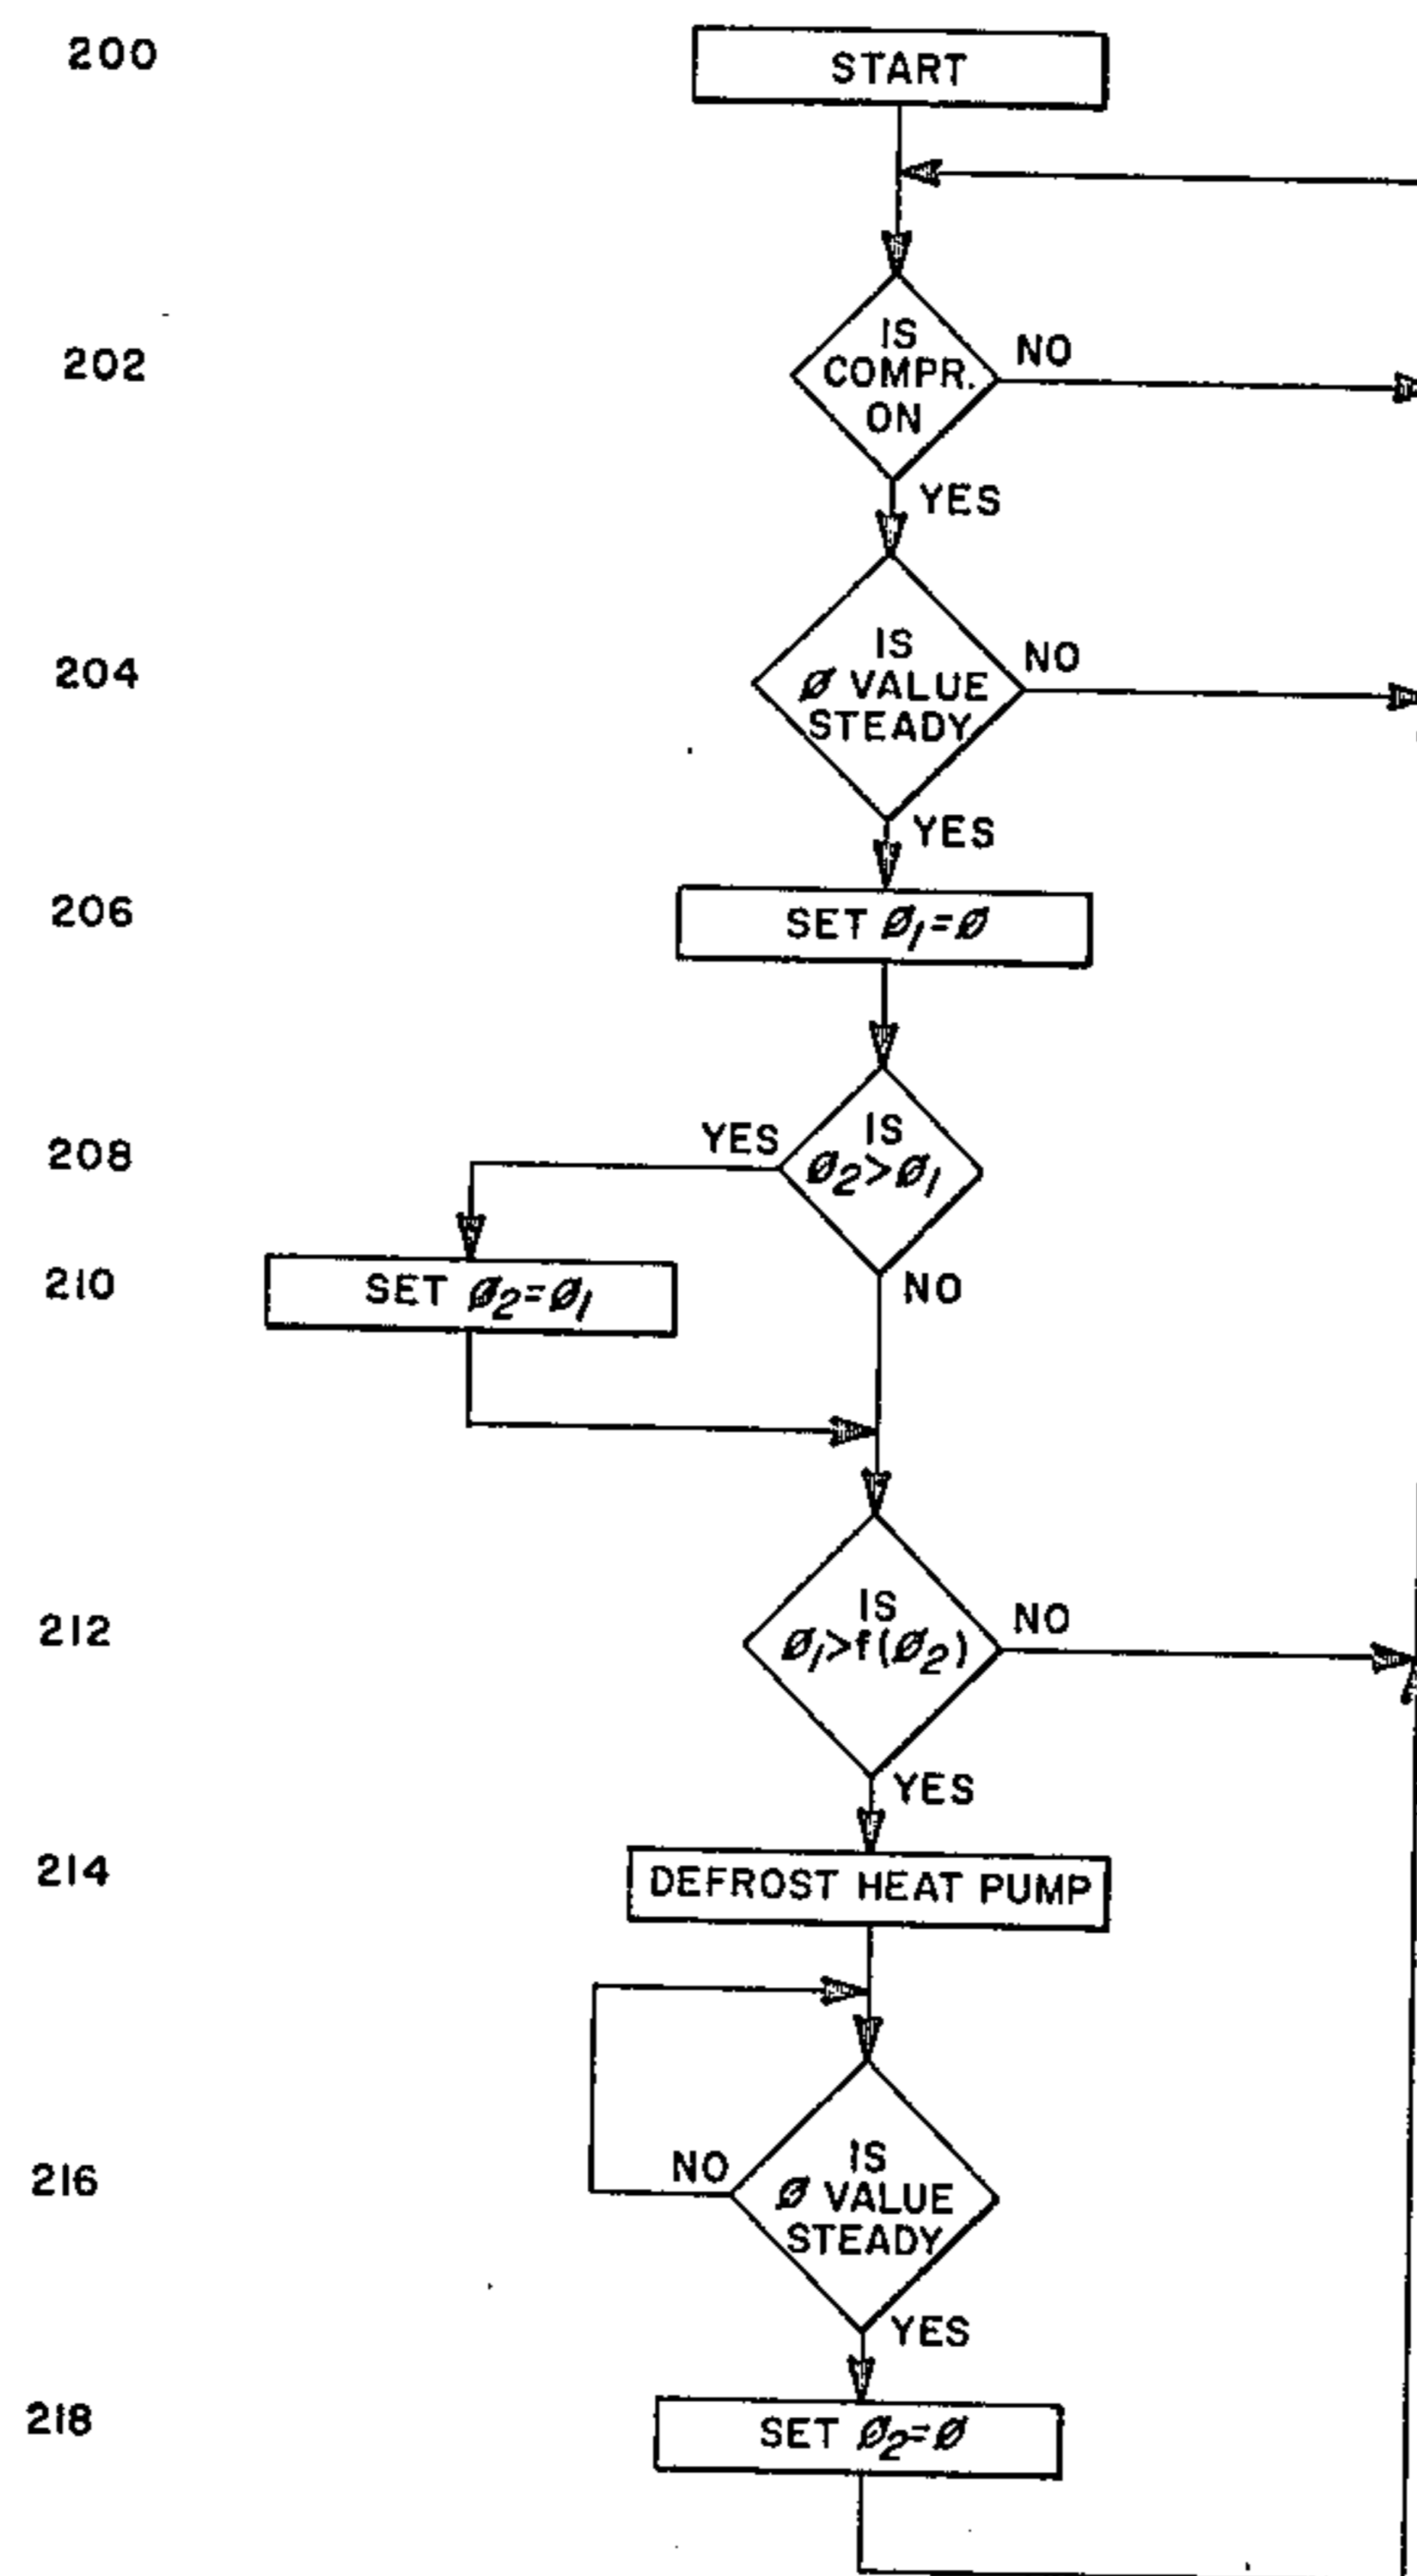 200
START
202
IS
COMPR.
ON
NO
YES
204
IS
Ø VALUE
STEADY
NO
YES
206
SET Ø1=Ø
208
YES
IS
Ø2>Ø1
210
SET Ø2=Ø1
NO
212
IS
Ø1>f(Ø2)
NO
YES
214
DEFROST HEAT PUMP
216
NO
IS
Ø VALUE
STEADY
YES
218
SET Ø2=Ø